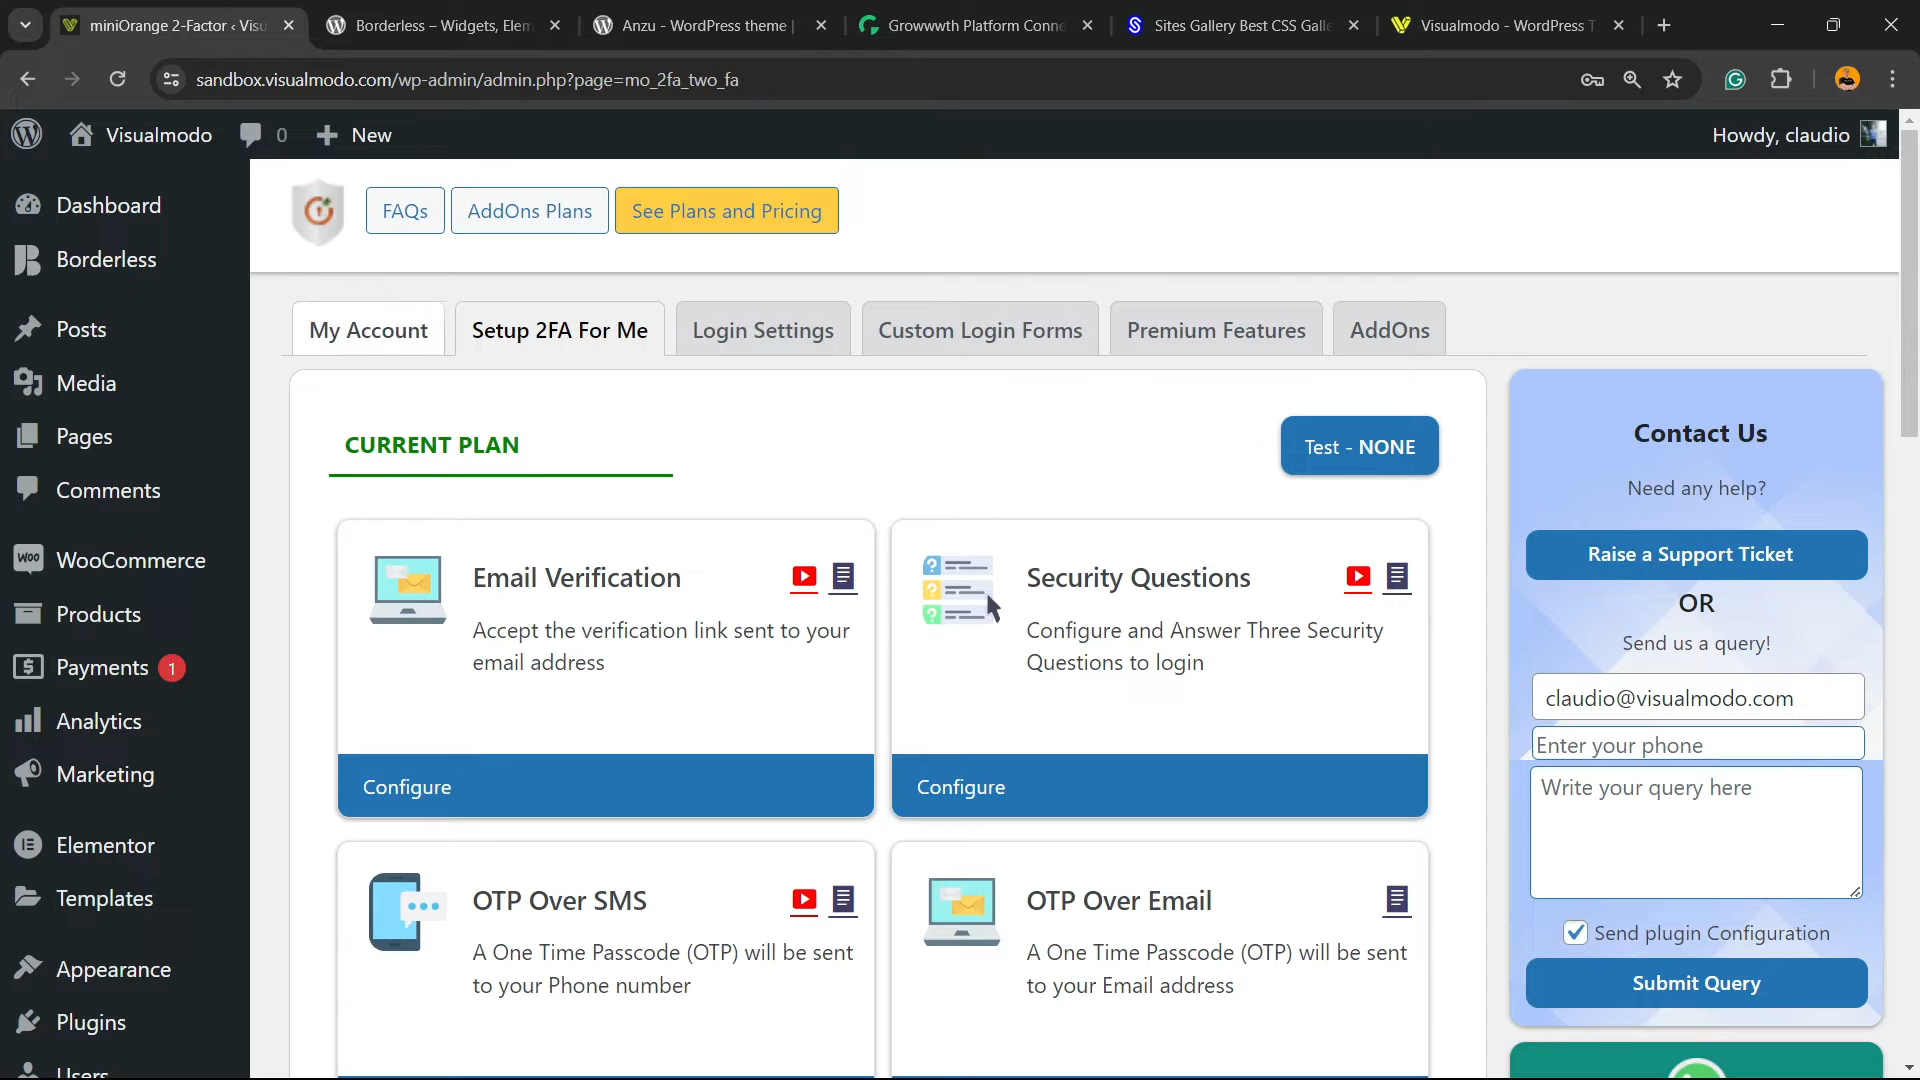 miniOrange 2-Factor ‹ Visu
Borderless – Widgets, Elem
Anzu - WordPress theme |
Growwwth Platform Conne
Sites Gallery Best CSS Galle
Visualmodo - WordPress T
sandbox.visualmodo.com/wp-admin/admin.php?page=mo_2fa_two_fa
Visualmodo
0
New
Howdy, claudio
Dashboard
Borderless
Posts
Media
Pages
Comments
WooCommerce
Products
Payments 1
Analytics
Marketing
Elementor
Templates
Appearance
Plugins
Users
FAQs
AddOns Plans
See Plans and Pricing
My Account
Setup 2FA For Me
Login Settings
Custom Login Forms
Premium Features
AddOns
CURRENT PLAN
Test - NONE
Email Verification
Accept the verification link sent to your
email address
Configure
Security Questions
Configure and Answer Three Security
Questions to login
Configure
OTP Over SMS
A One Time Passcode (OTP) will be sent
to your Phone number
OTP Over Email
A One Time Passcode (OTP) will be sent
to your Email address
Contact Us
Need any help?
Raise a Support Ticket
OR
Send us a query!
claudio@visualmodo.com
Enter your phone
Write your query here
Send plugin Configuration
Submit Query